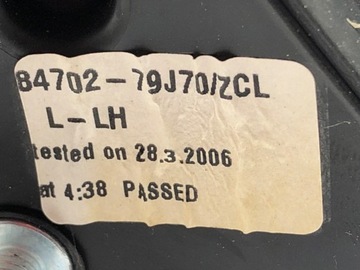 84702-79J70/ZCL
L-LH
tested on 28.3.2006
at 4:38 PASSED